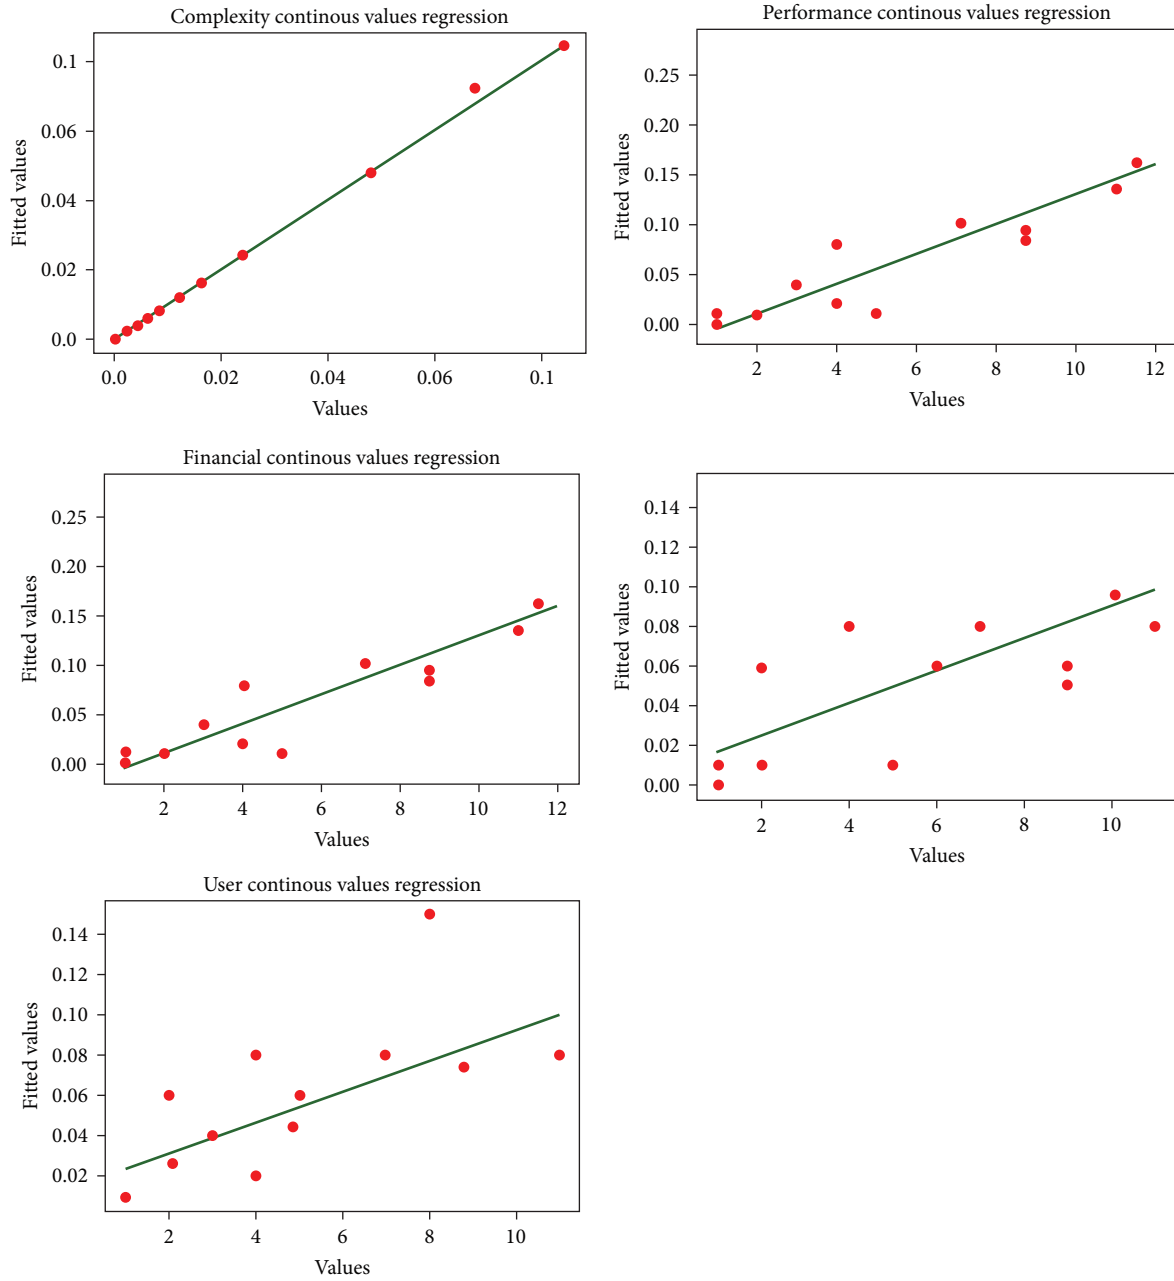 Complexity continous values regression
0.1
0.06
0.04
0.02
0.0
Fitted values
0.0 0.02 0.04 0.06 0.1
Values
Performance continous values regression
0.25
0.20
0.15
0.10
0.05
0.00
Fitted values
2 4 6 8 10 12
Values
Financial continous values regression
0.25
0.20
0.15
0.10
0.05
0.00
Fitted values
2 4 6 8 10 12
Values
0.14
0.12
0.10
0.08
0.06
0.04
0.02
0.00
Fitted values
2 4 6 8 10
Values
User continous values regression
0.14
0.12
0.10
0.08
0.06
0.04
0.02
Fitted values
2 4 6 8 10
Values